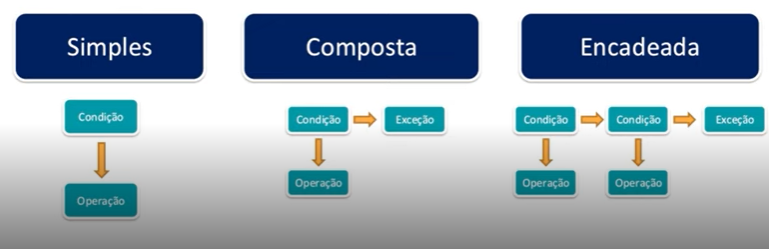 Simples
Composta
Encadeada
Condição
Condição
Exceção
Condição
Condição
Exceção
Operação
Operação
Operação
Operação